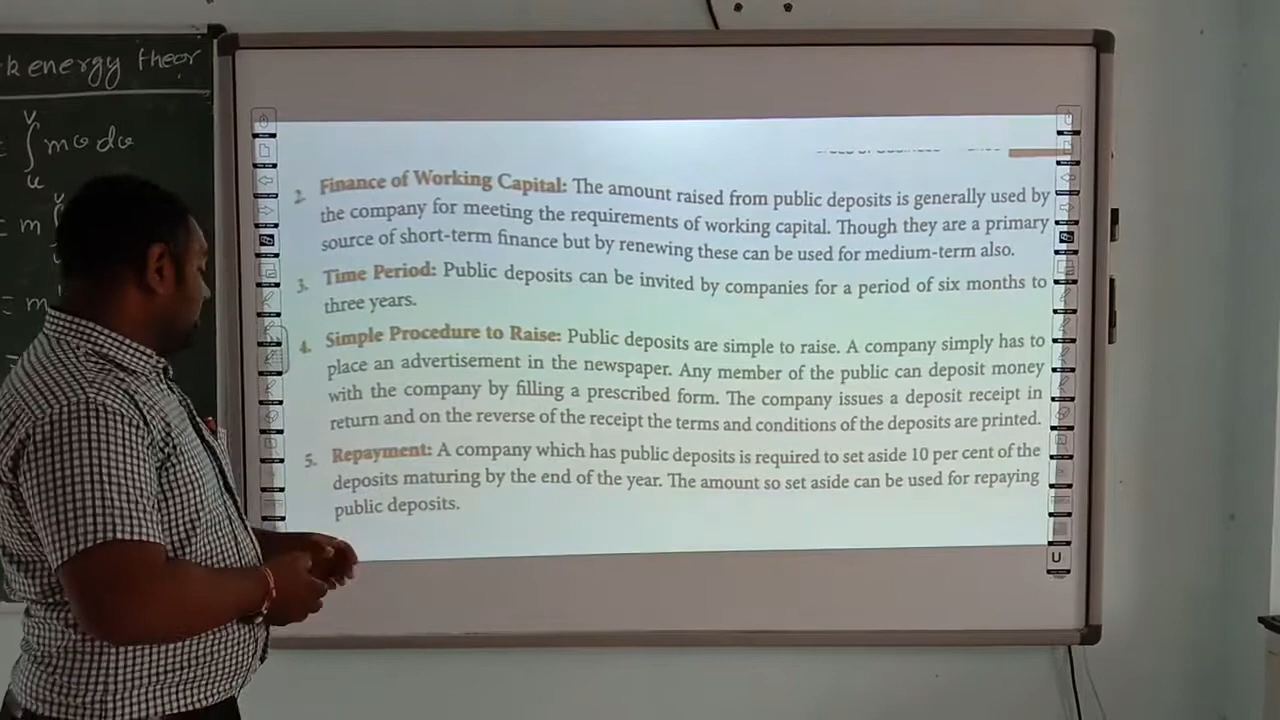 k energy theor
= ∫ mv dv
v
u
= m
= m
2. Finance of Working Capital: The amount raised from public deposits is generally used by
the company for meeting the requirements of working capital. Though they are a primary
source of short-term finance but by renewing these can be used for medium-term also.
3. Time Period: Public deposits can be invited by companies for a period of six months to
three years.
4. Simple Procedure to Raise: Public deposits are simple to raise. A company simply has to
place an advertisement in the newspaper. Any member of the public can deposit money
with the company by filling a prescribed form. The company issues a deposit receipt in
return and on the reverse of the receipt the terms and conditions of the deposits are printed.
5. Repayment: A company which has public deposits is required to set aside 10 per cent of the
deposits maturing by the end of the year. The amount so set aside can be used for repaying
public deposits.
U